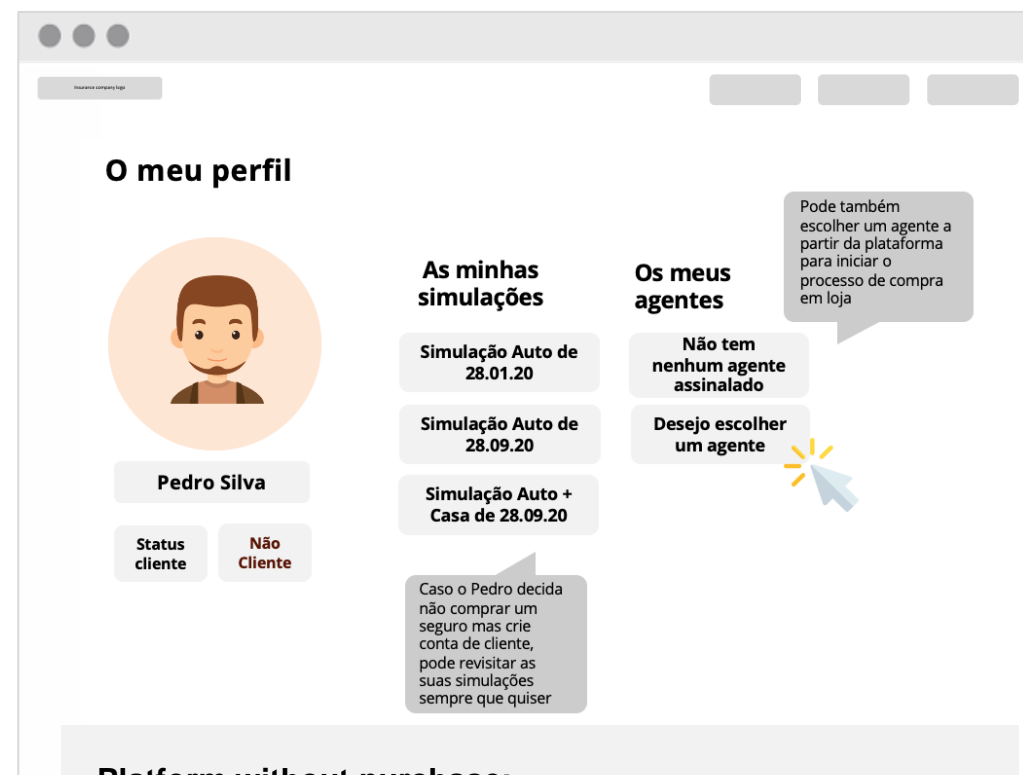 Insurance company logo
O meu perfil
Pedro Silva
Status
cliente
Não
Cliente
As minhas
simulações
Simulação Auto de
28.01.20
Simulação Auto de
28.09.20
Simulação Auto +
Casa de 28.09.20
Caso o Pedro decida
não comprar um
seguro mas crie
conta de cliente,
pode revisitar as
suas simulações
sempre que quiser
Os meus
agentes
Não tem
nenhum agente
assinalado
Desejo escolher
um agente
Pode também
escolher um agente a
partir da plataforma
para iniciar o
processo de compra
em loja
Platform without purchase: